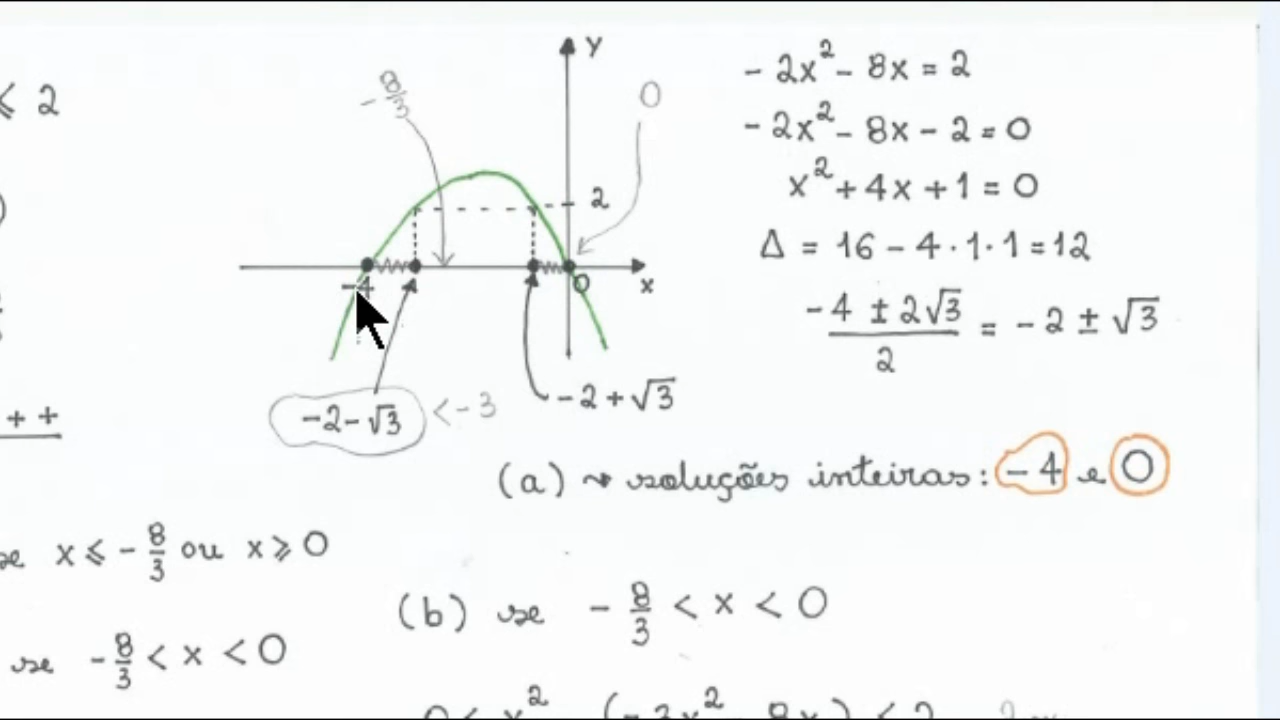 ⩽ 2
y
-8/3
0
2
-4
0
x
-2-√3 < -3
-2+√3
-2x²- 8x = 2
-2x²- 8x - 2 = 0
x²+4x+1=0
Δ = 16-4·1·1=12
(-4 ± 2√3)/2 = -2 ± √3
(a) ⇝ soluções inteiras: -4 e 0
+ +
se x ⩽ -8/3 ou x ⩾ 0
(b) se -8/3 < x < 0
se -8/3 < x < 0